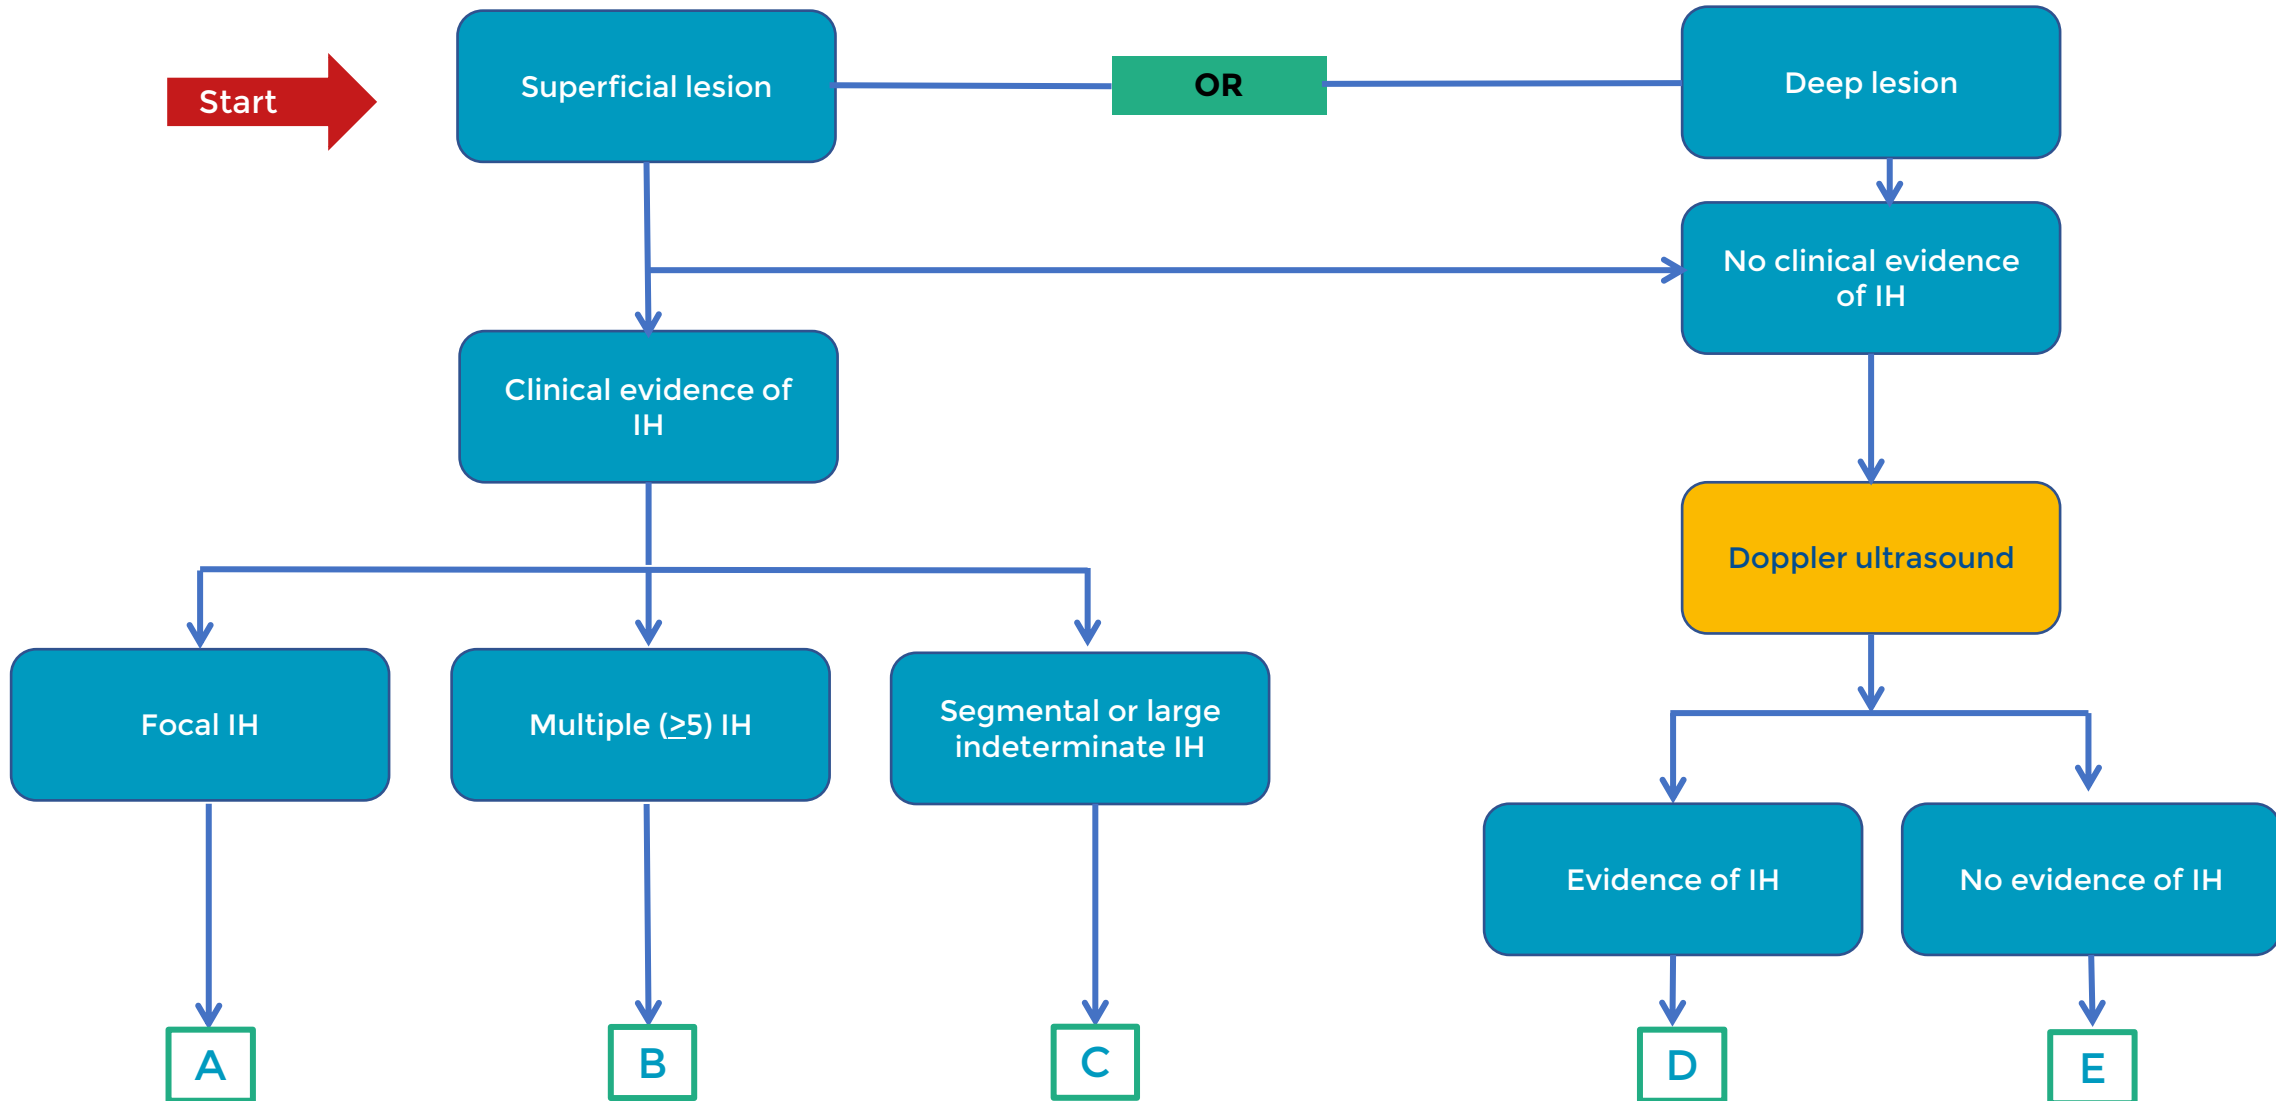 Start
Superficial lesion
OR
Deep lesion
No clinical evidence
of IH
Clinical evidence of
IH
Doppler ultrasound
Focal IH
Multiple (≥5) IH
Segmental or large
indeterminate IH
Evidence of IH
No evidence of IH
A
B
C
D
E